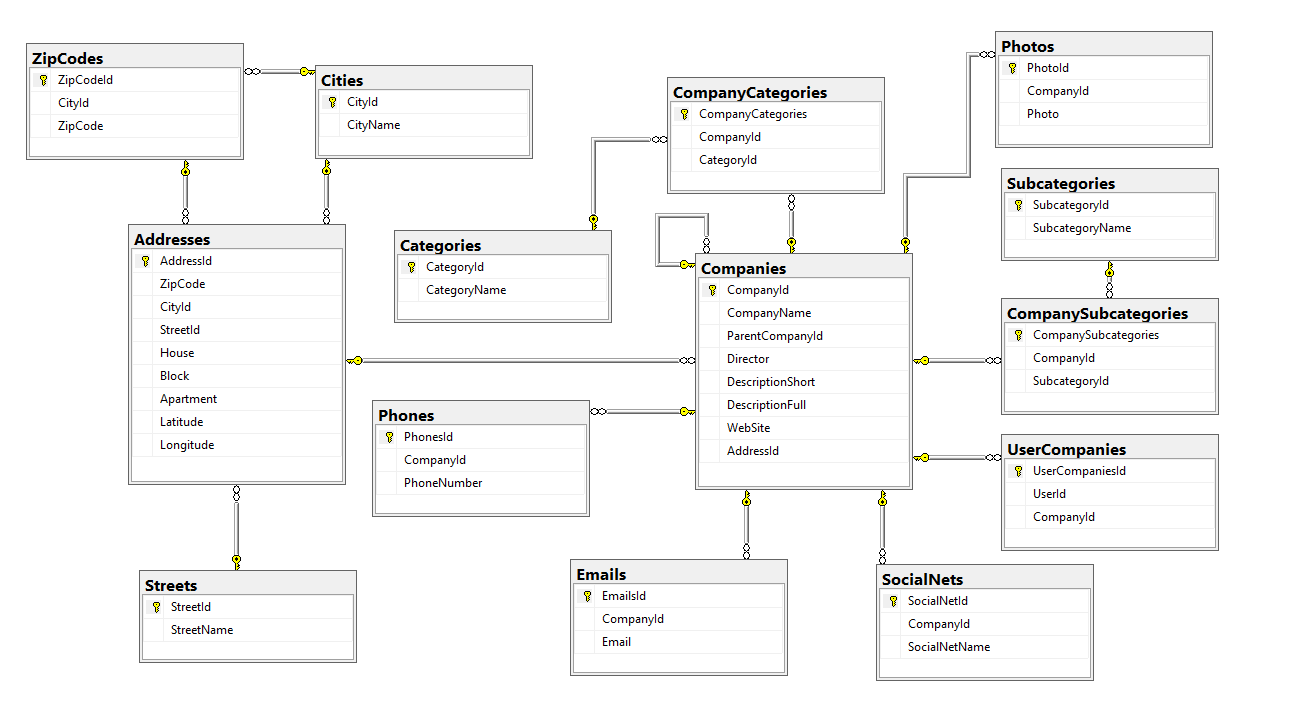 ZipCodes
ZipCodeId
CityId
ZipCode
Cities
CityId
CityName
CompanyCategories
CompanyCategories
CompanyId
CategoryId
Photos
PhotoId
CompanyId
Photo
Subcategories
SubcategoryId
SubcategoryName
Addresses
AddressId
ZipCode
CityId
StreetId
House
Block
Apartment
Latitude
Longitude
Categories
CategoryId
CategoryName
Companies
CompanyId
CompanyName
ParentCompanyId
Director
DescriptionShort
DescriptionFull
WebSite
AddressId
CompanySubcategories
CompanySubcategories
CompanyId
SubcategoryId
Phones
PhonesId
CompanyId
PhoneNumber
UserCompanies
UserCompaniesId
UserId
CompanyId
Streets
StreetId
StreetName
Emails
EmailsId
CompanyId
Email
SocialNets
SocialNetId
CompanyId
SocialNetName